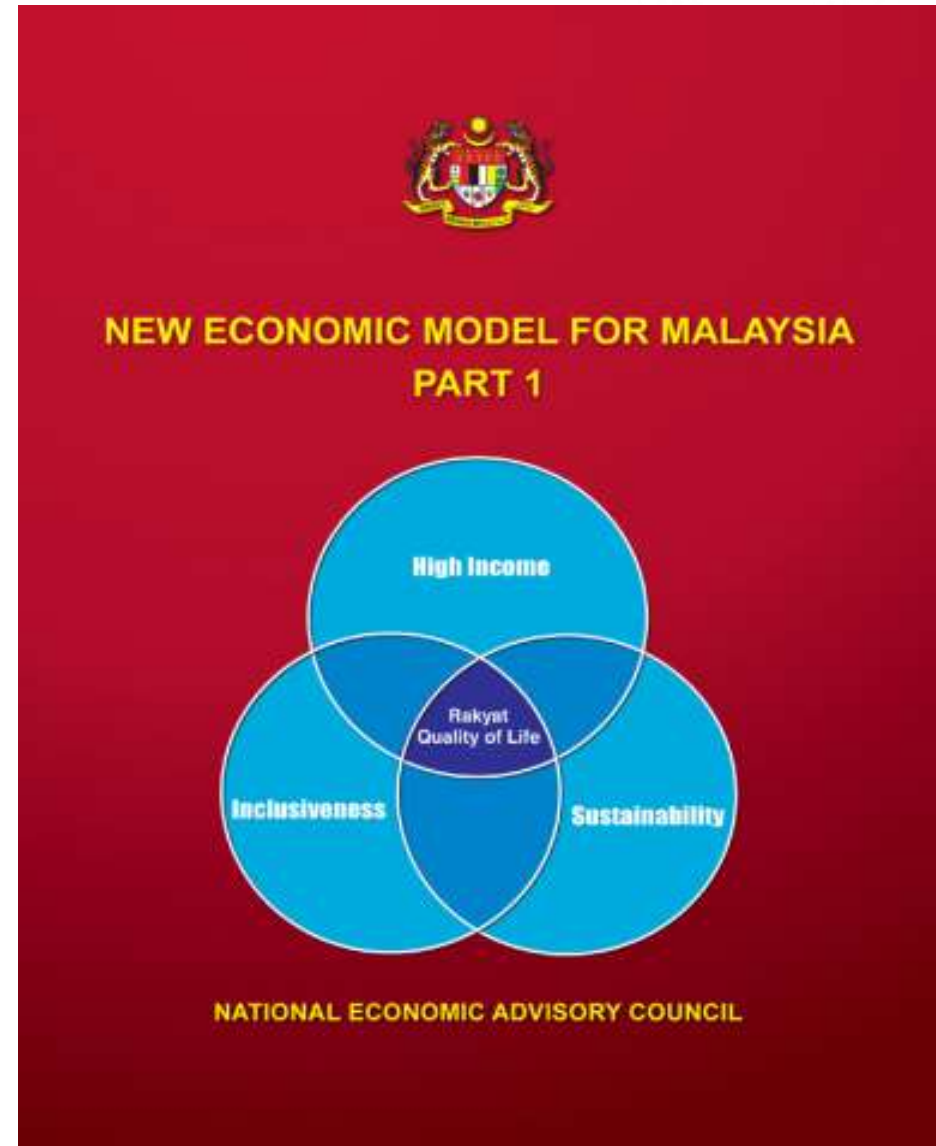 NEW ECONOMIC MODEL FOR MALAYSIA
PART 1
High Income
Rakyat
Quality of Life
Inclusiveness
Sustainability
NATIONAL ECONOMIC ADVISORY COUNCIL